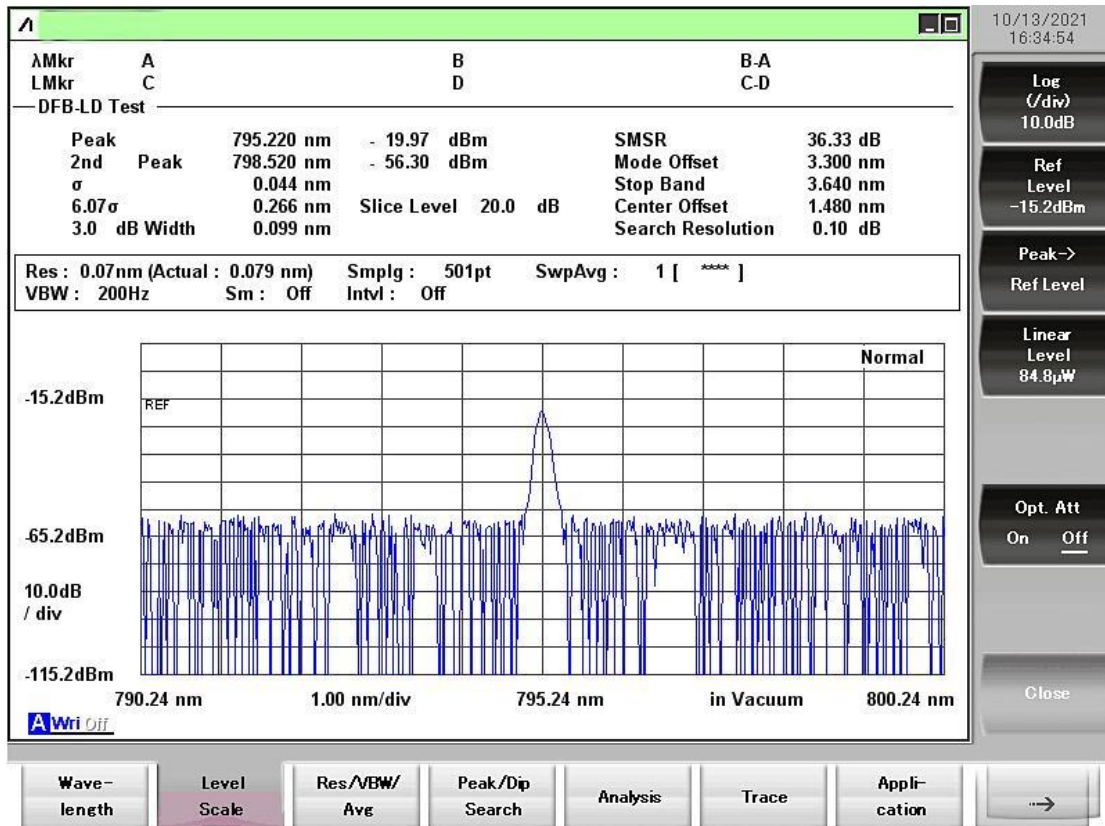 10/13/2021
16:34:54
λMkr A B B-A
LMkr C D C-D
DFB-LD Test
Peak 795.220 nm - 19.97 dBm SMSR 36.33 dB
2nd Peak 798.520 nm - 56.30 dBm Mode Offset 3.300 nm
σ 0.044 nm Stop Band 3.640 nm
6.07σ 0.266 nm Slice Level 20.0 dB Center Offset 1.480 nm
3.0 dB Width 0.099 nm Search Resolution 0.10 dB
Res : 0.07nm (Actual : 0.079 nm) Smplg : 501pt SwpAvg : 1 [ **** ]
VBW : 200Hz Sm : Off Intvl : Off
Normal
-15.2dBm
REF
-65.2dBm
10.0dB
/ div
-115.2dBm
790.24 nm 1.00 nm/div 795.24 nm in Vacuum 800.24 nm
A Wri Off
Log
(/div)
10.0dB
Ref
Level
-15.2dBm
Peak->
Ref Level
Linear
Level
84.8μW
Opt. Att
On Off
Close
Wave-
length
Level
Scale
Res/VBW/
Avg
Peak/Dip
Search
Analysis
Trace
Appli-
cation